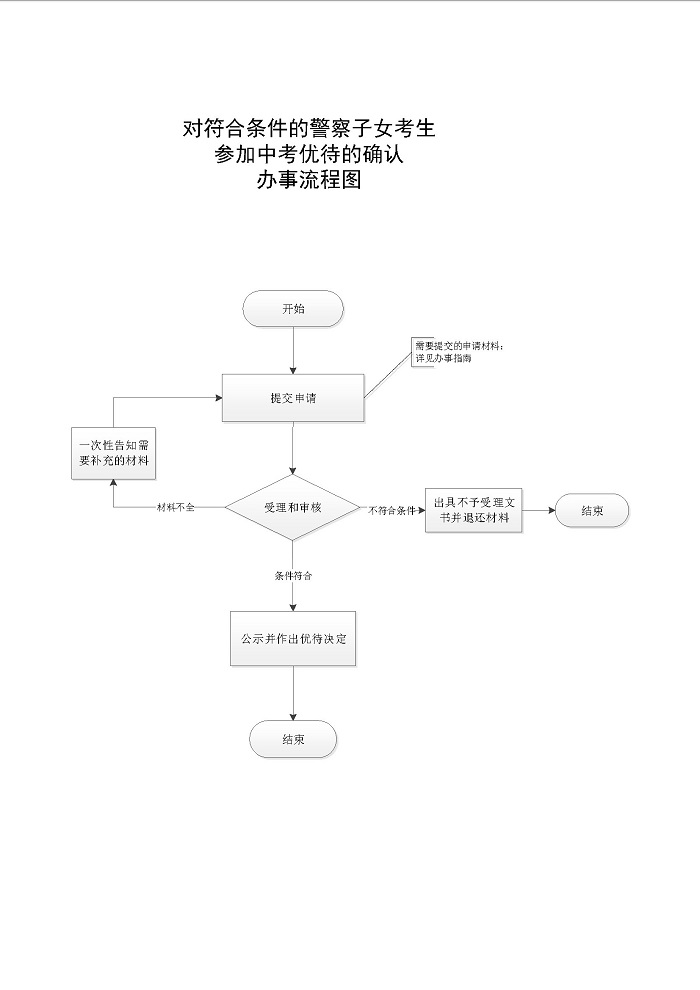 对符合条件的警察子女考生
参加中考优待的确认
办事流程图
开始
需要提交的申请材料：
详见办事指南
提交申请
一次性告知需
要补充的材料
材料不全
受理和审核
不符合条件
出具不予受理文
书并退还材料
结束
条件符合
公示并作出优待决定
结束